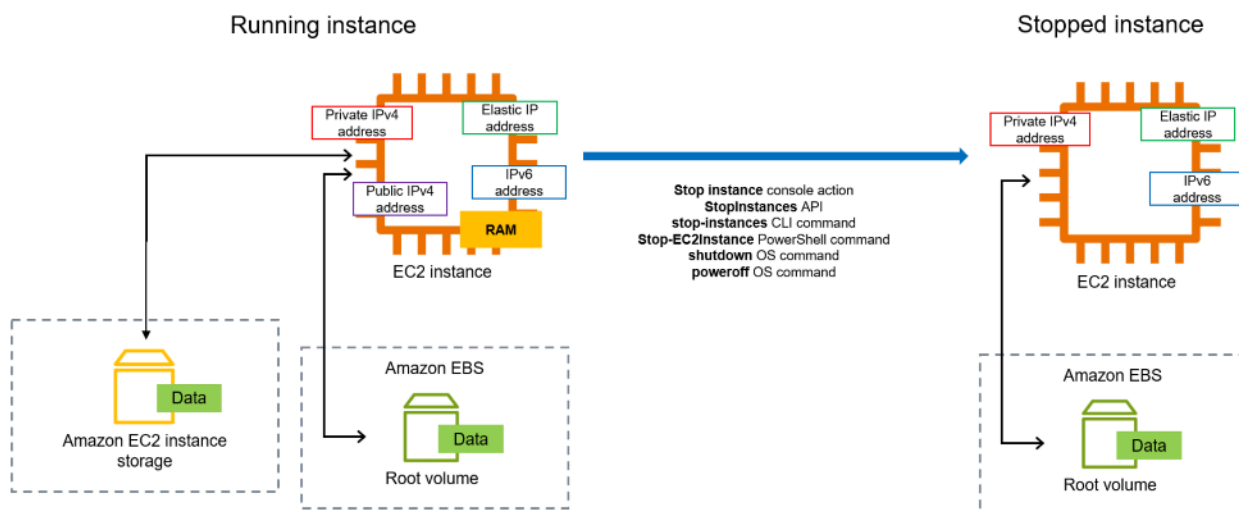 Running instance
Private IPv4
address
Elastic IP
address
Public IPv4
address
IPv6
address
RAM
EC2 instance
Data
Amazon EC2 instance
storage
Amazon EBS
Data
Root volume
Stop instance console action
StopInstances API
stop-instances CLI command
Stop-EC2Instance PowerShell command
shutdown OS command
poweroff OS command
Stopped instance
Private IPv4
address
Elastic IP
address
IPv6
address
EC2 instance
Amazon EBS
Data
Root volume